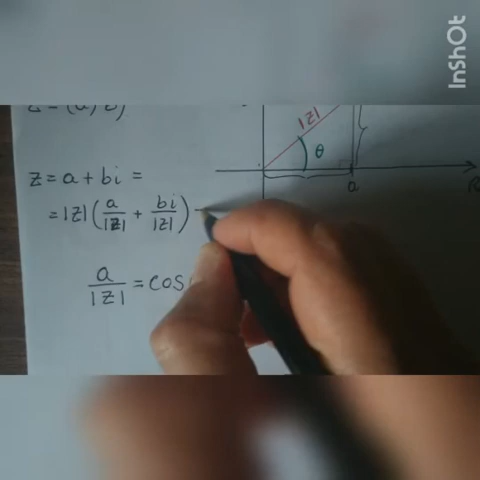 InShOt
z = (a, b)
|z|
θ
a
R
z = a + bi =
= |z| ( a/|z| + bi/|z| )
a/|z| = cos